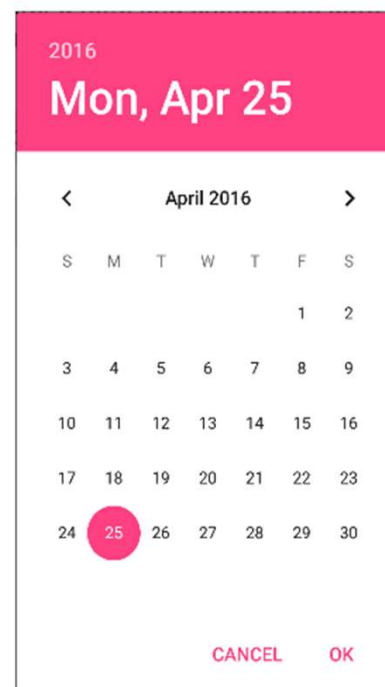 2016
Mon, Apr 25
April 2016
S M T W T F S
1 2
3 4 5 6 7 8 9
10 11 12 13 14 15 16
17 18 19 20 21 22 23
24 25 26 27 28 29 30
CANCEL OK